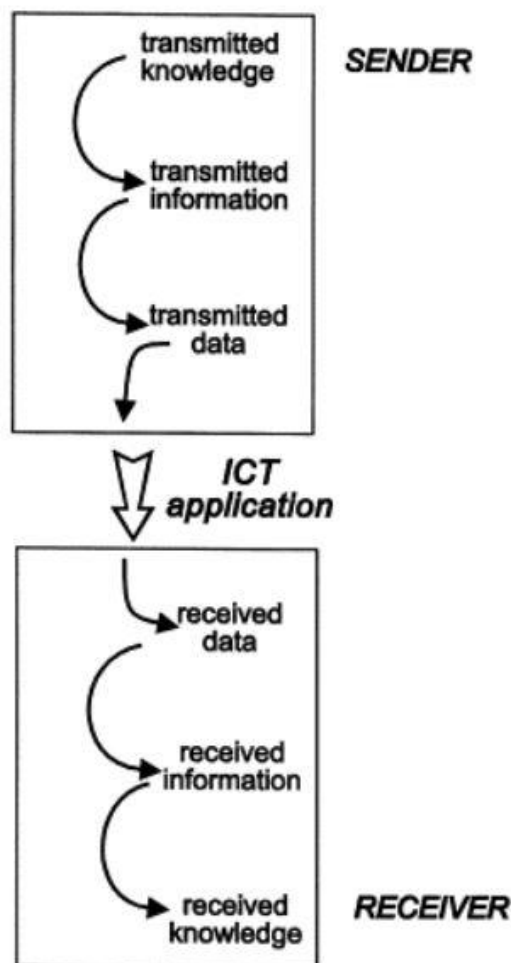 transmitted
knowledge
SENDER
transmitted
information
transmitted
data
ICT
application
received
data
received
information
received
knowledge
RECEIVER